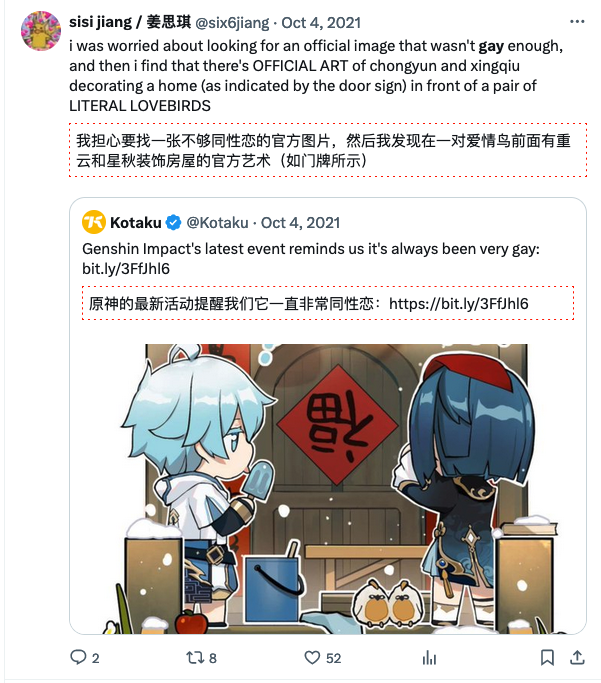 sisi jiang / 姜思琪 @six6jiang · Oct 4, 2021
i was worried about looking for an official image that wasn't gay enough,
and then i find that there's OFFICIAL ART of chongyun and xingqiu
decorating a home (as indicated by the door sign) in front of a pair of
LITERAL LOVEBIRDS
我担心要找一张不够同性恋的官方图片，然后我发现在一对爱情鸟前面有重
云和星秋装饰房屋的官方艺术（如门牌所示）
Kotaku @Kotaku · Oct 4, 2021
Genshin Impact's latest event reminds us it's always been very gay:
bit.ly/3FfJhl6
原神的最新活动提醒我们它一直非常同性恋：https://bit.ly/3FfJhl6
福
2
8
52